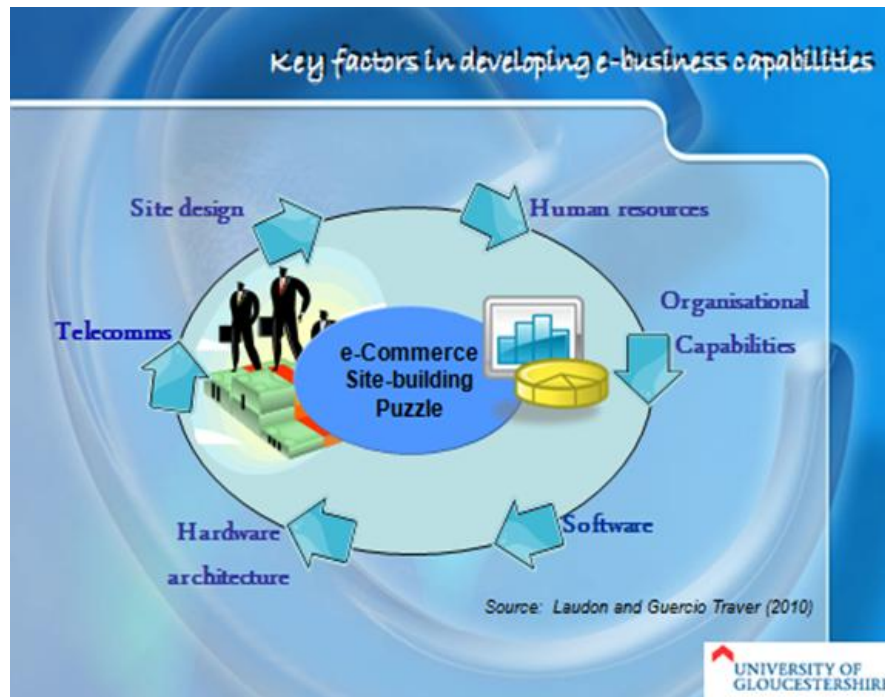 Key factors in developing e-business capabilities
Site design
Human resources
Organisational
Capabilities
Telecomms
e-Commerce
Site-building
Puzzle
Software
Hardware
architecture
Source: Laudon and Guercio Traver (2010)
UNIVERSITY OF
GLOUCESTERSHIRE